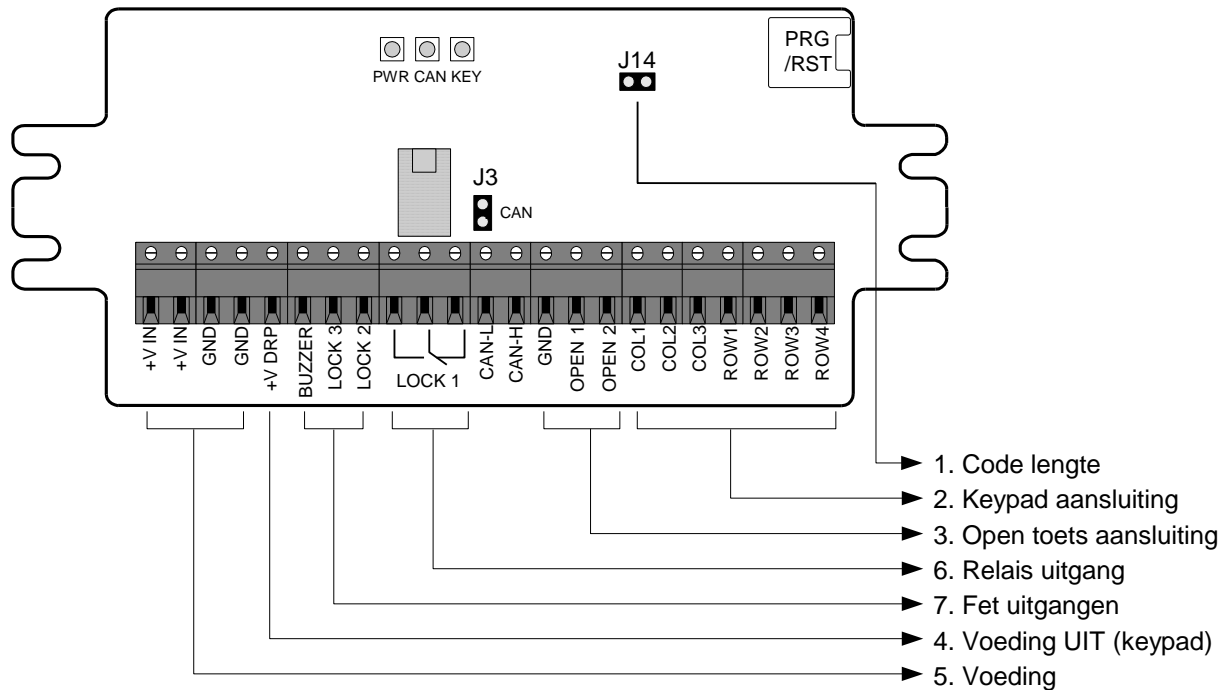 PRG
/RST
J14
PWR CAN KEY
J3
CAN
+V IN
+V IN
GND
GND
+V DRP
BUZZER
LOCK 3
LOCK 2
LOCK 1
CAN-L
CAN-H
GND
OPEN 1
OPEN 2
COL1
COL2
COL3
ROW1
ROW2
ROW3
ROW4
1. Code lengte
2. Keypad aansluiting
3. Open toets aansluiting
6. Relais uitgang
7. Fet uitgangen
4. Voeding UIT (keypad)
5. Voeding